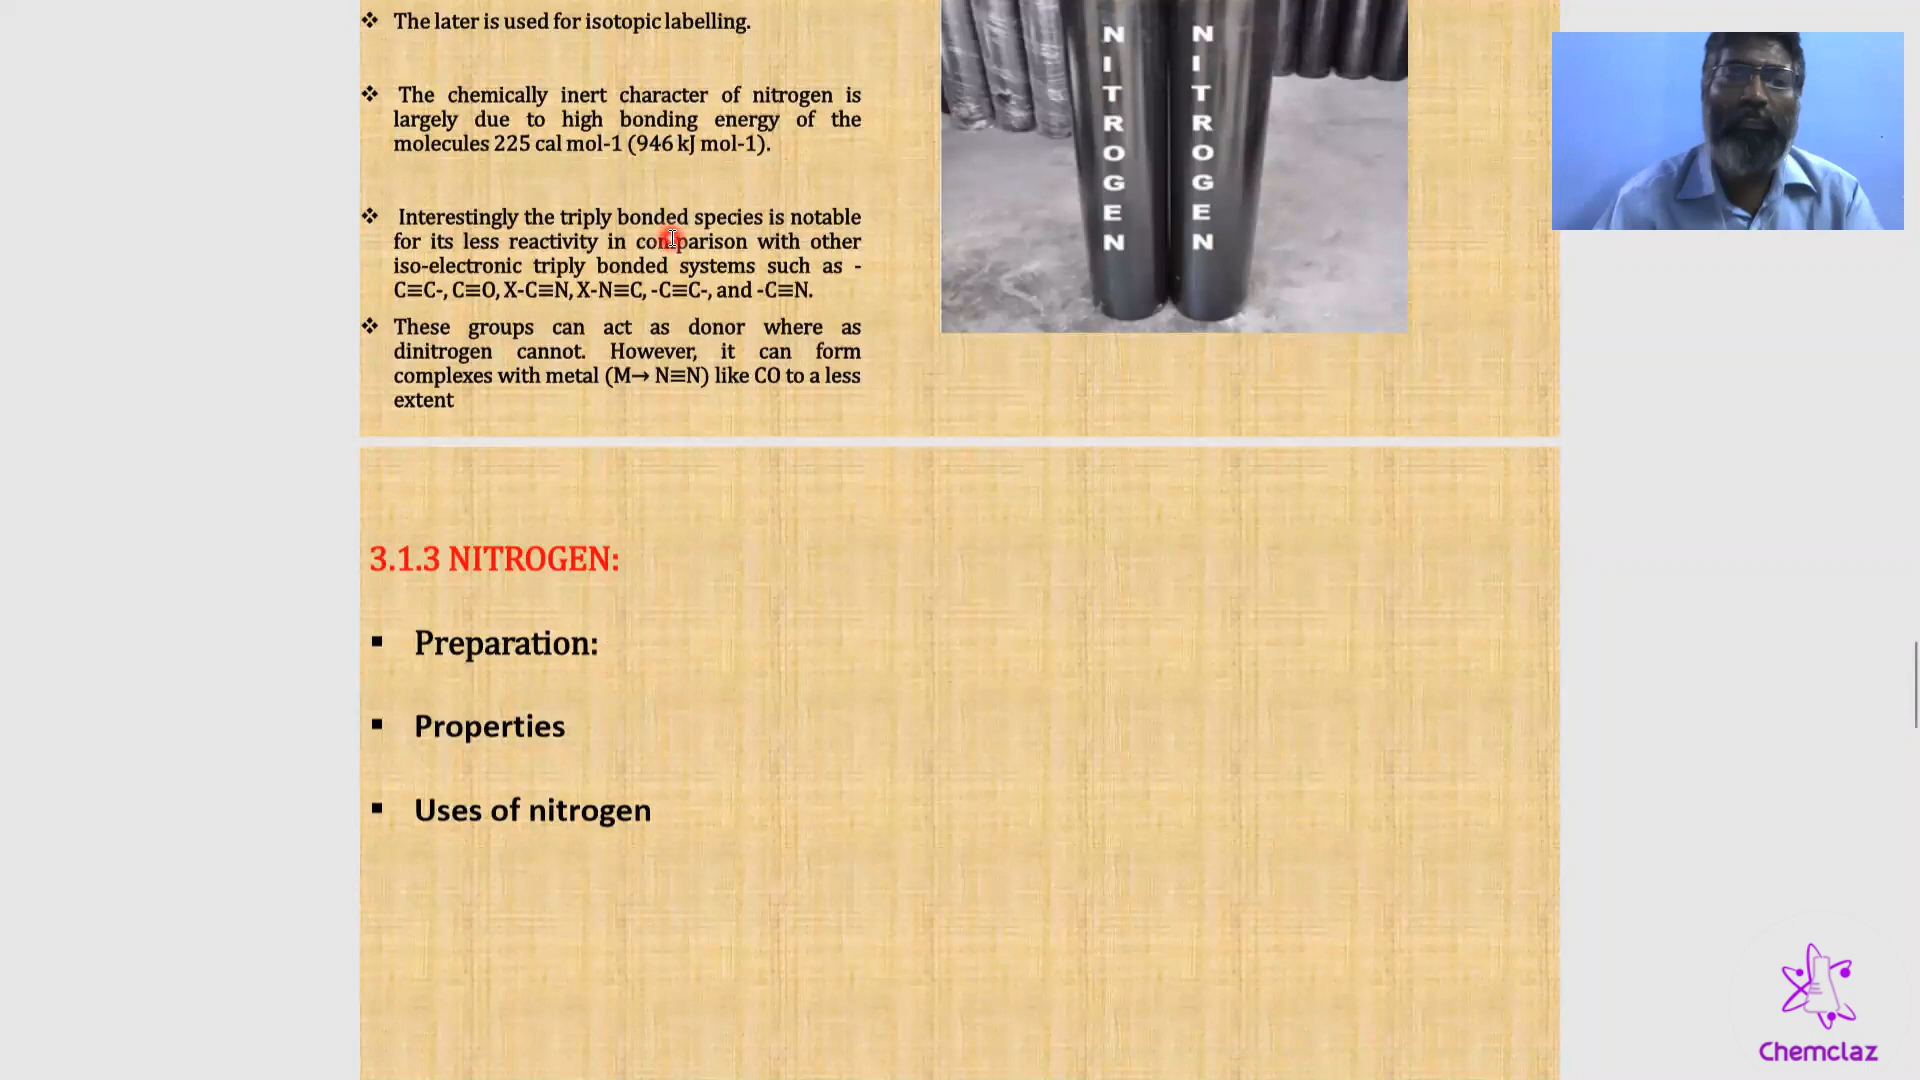 ❖ The later is used for isotopic labelling.
❖ The chemically inert character of nitrogen is
largely due to high bonding energy of the
molecules 225 cal mol-1 (946 kJ mol-1).
❖ Interestingly the triply bonded species is notable
for its less reactivity in comparison with other
iso-electronic triply bonded systems such as -
C≡C-, C≡O, X-C≡N, X-N≡C, -C≡C-, and -C≡N.
❖ These groups can act as donor where as
dinitrogen cannot. However, it can form
complexes with metal (M→ N≡N) like CO to a less
extent
NITROGEN
NITROGEN
3.1.3 NITROGEN:
▪ Preparation:
▪ Properties
▪ Uses of nitrogen
Chemclaz